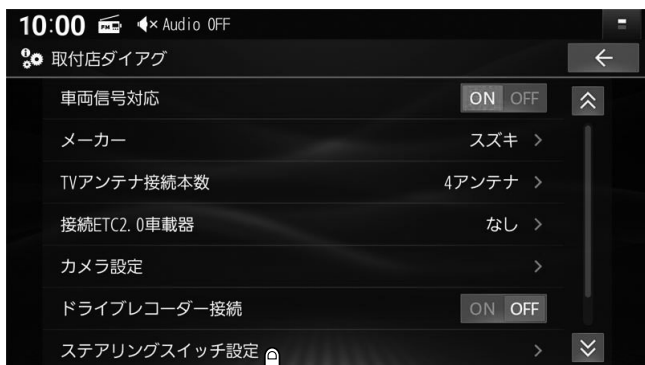 10:00 FM ×Audio OFF
取付店ダイアグ
車両信号対応 ON OFF
メーカー スズキ
TVアンテナ接続本数 4アンテナ
接続ETC2.0車載器 なし
カメラ設定
ドライブレコーダー接続 ON OFF
ステアリングスイッチ設定